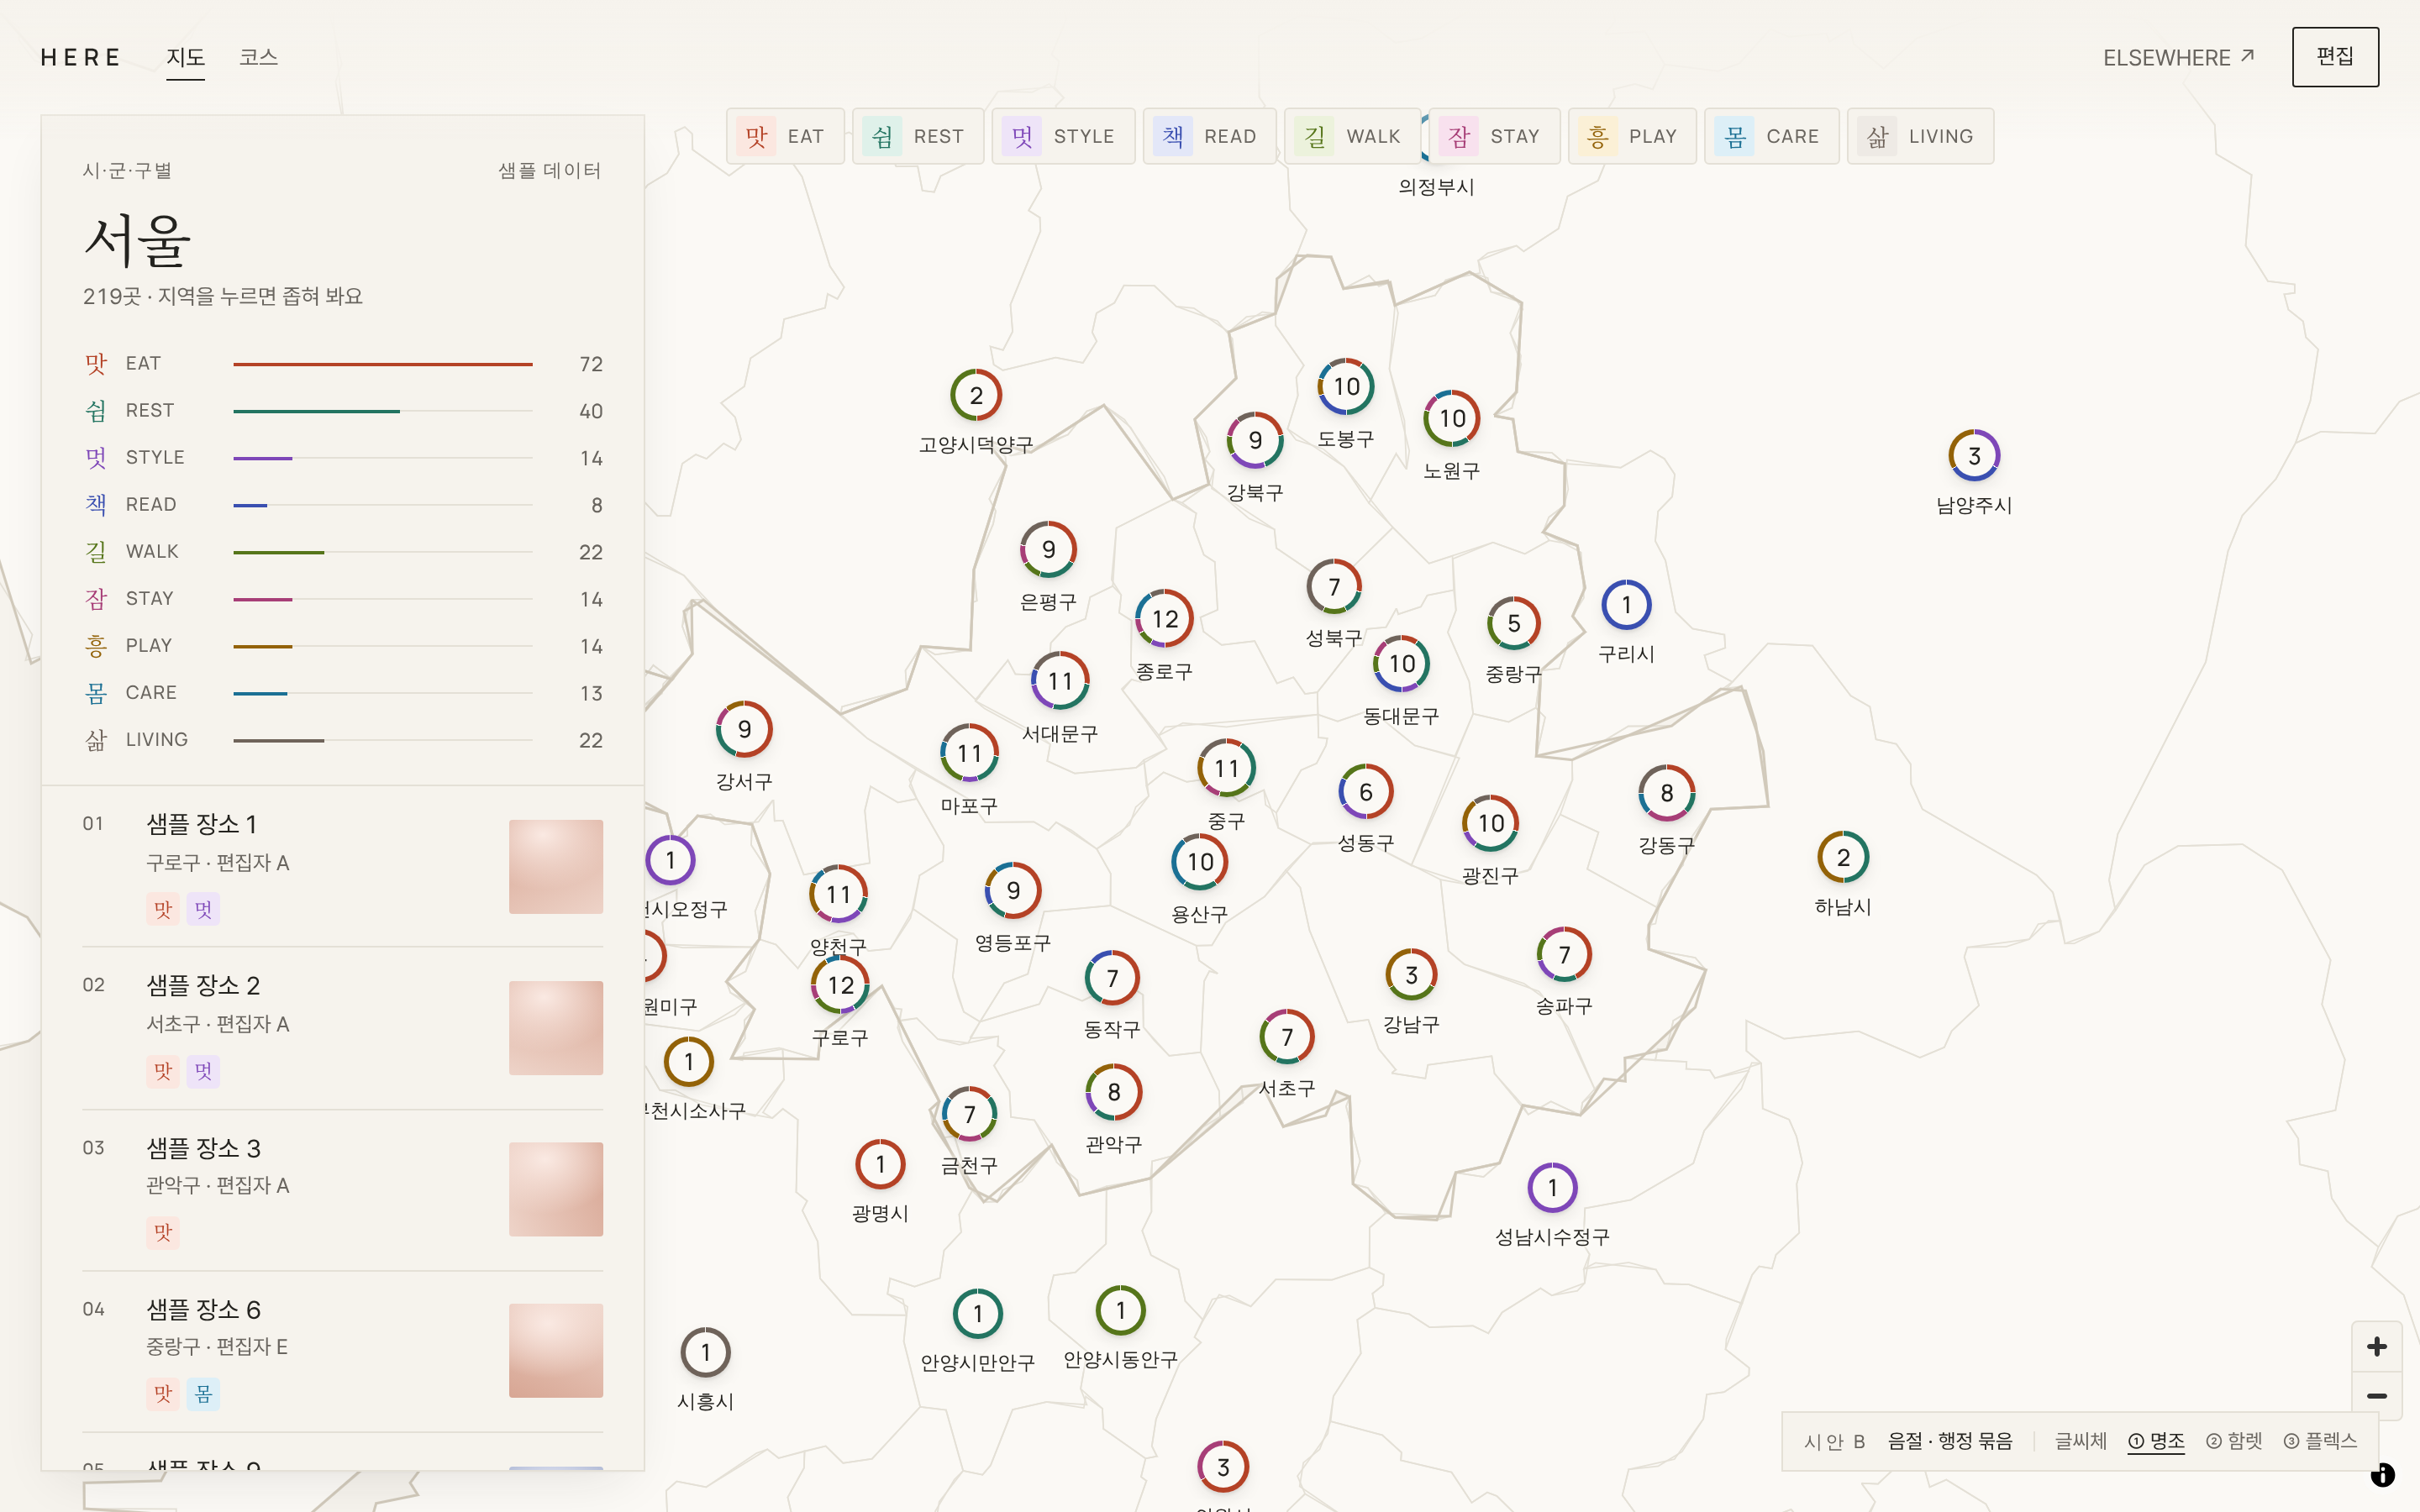 HERE 지도 코스 ELSEWHERE ↗ 편집
맛 EAT 쉼 REST 멋 STYLE 책 READ 길 WALK 잠 STAY 흥 PLAY 몸 CARE 삶 LIVING
시·군·구별 샘플 데이터
서울
219곳 · 지역을 누르면 좁혀 봐요
맛 EAT 72
쉼 REST 40
멋 STYLE 14
책 READ 8
길 WALK 22
잠 STAY 14
흥 PLAY 14
몸 CARE 13
삶 LIVING 22
01 샘플 장소 1
구로구 · 편집자 A
맛 멋
02 샘플 장소 2
서초구 · 편집자 A
맛 멋
03 샘플 장소 3
관악구 · 편집자 A
맛
04 샘플 장소 6
중랑구 · 편집자 E
맛 몸
의정부시
2
고양시덕양구
10
도봉구
10
노원구
9
강북구
3
남양주시
9
은평구
12
종로구
7
성북구
5
중랑구
1
구리시
10
동대문구
11
서대문구
9
강서구
11
마포구
11
중구
6
성동구
10
광진구
8
강동구
2
하남시
1
시오정구
11
양천구
9
영등포구
10
용산구
원미구
12
구로구
7
동작구
3
강남구
7
송파구
7
서초구
1
천시소사구
7
금천구
8
관악구
1
광명시
1
성남시수정구
1
안양시만안구
1
안양시동안구
1
시흥시
3
+
−
시안 B 음절 · 행정 묶음 글씨체 ① 명조 ② 함렛 ③ 플렉스